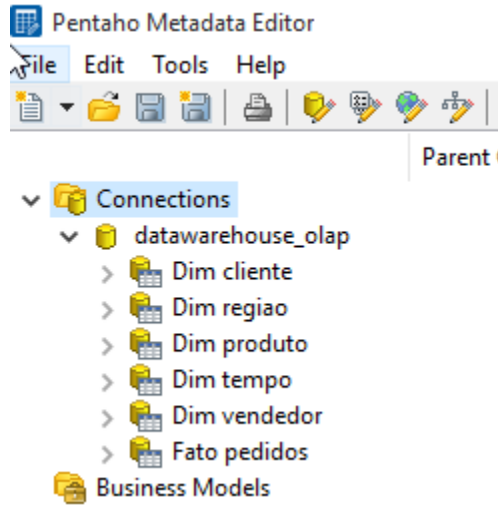 Pentaho Metadata Editor
File Edit Tools Help
Parent
Connections
datawarehouse_olap
Dim cliente
Dim regiao
Dim produto
Dim tempo
Dim vendedor
Fato pedidos
Business Models